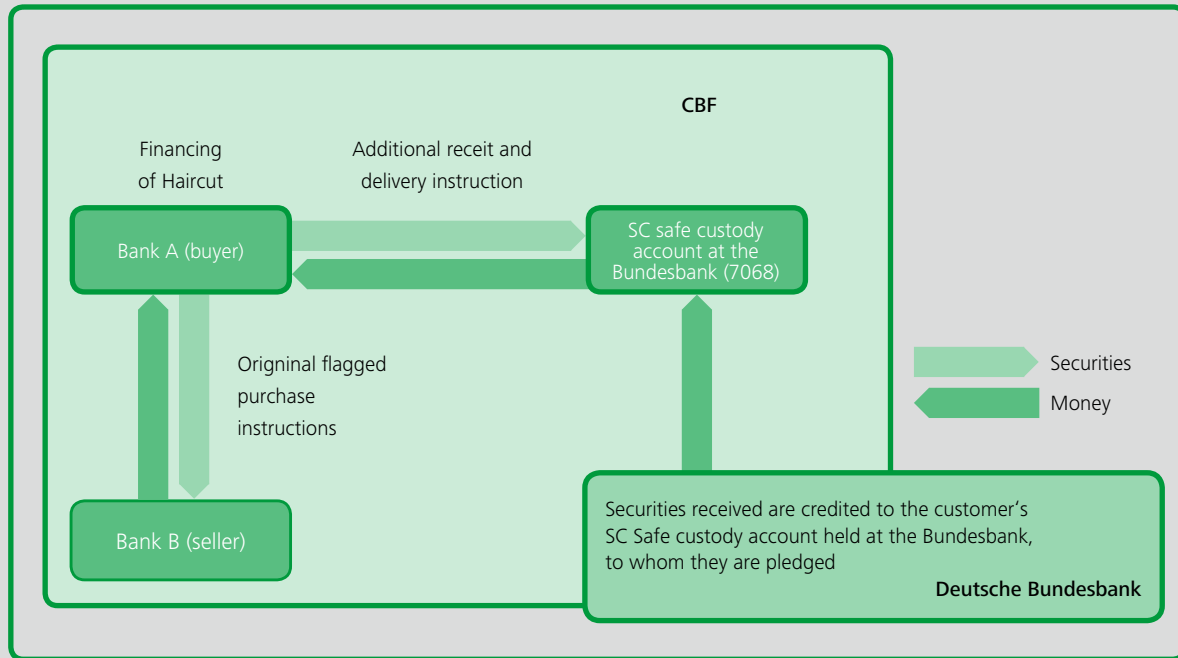 CBF
Financing
of Haircut
Additional receit and
delivery instruction
Bank A (buyer)
SC safe custody
account at the
Bundesbank (7068)
Origninal flagged
purchase
instructions
Securities
Money
Bank B (seller)
Securities received are credited to the customer's
SC Safe custody account held at the Bundesbank,
to whom they are pledged
Deutsche Bundesbank